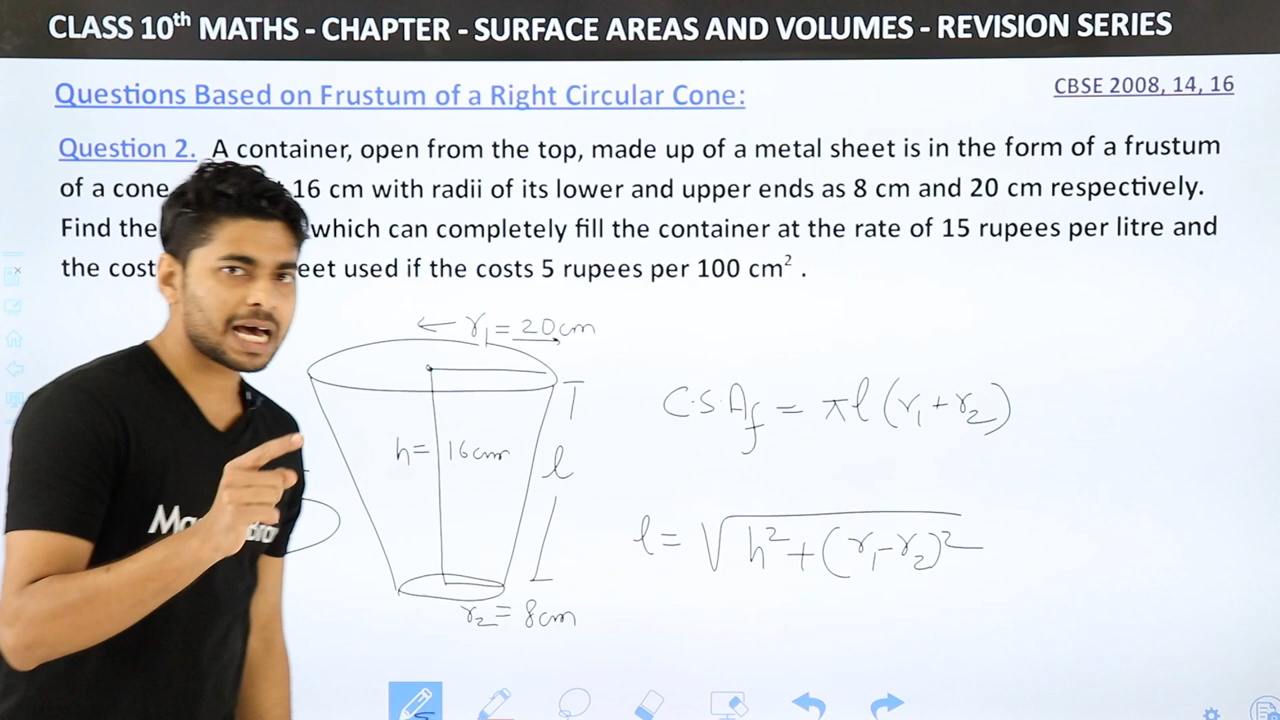 CLASS 10th MATHS - CHAPTER - SURFACE AREAS AND VOLUMES - REVISION SERIES
Questions Based on Frustum of a Right Circular Cone:
CBSE 2008, 14, 16
Question 2. A container, open from the top, made up of a metal sheet is in the form of a frustum
of a cone 16 cm with radii of its lower and upper ends as 8 cm and 20 cm respectively.
Find the which can completely fill the container at the rate of 15 rupees per litre and
the cost used if the costs 5 rupees per 100 cm² .
← r₁ = 20cm
C.S.A_f = πl (r₁ + r₂)
h = 16cm
l
l = √h² + (r₁ - r₂)²
r₂ = 8cm